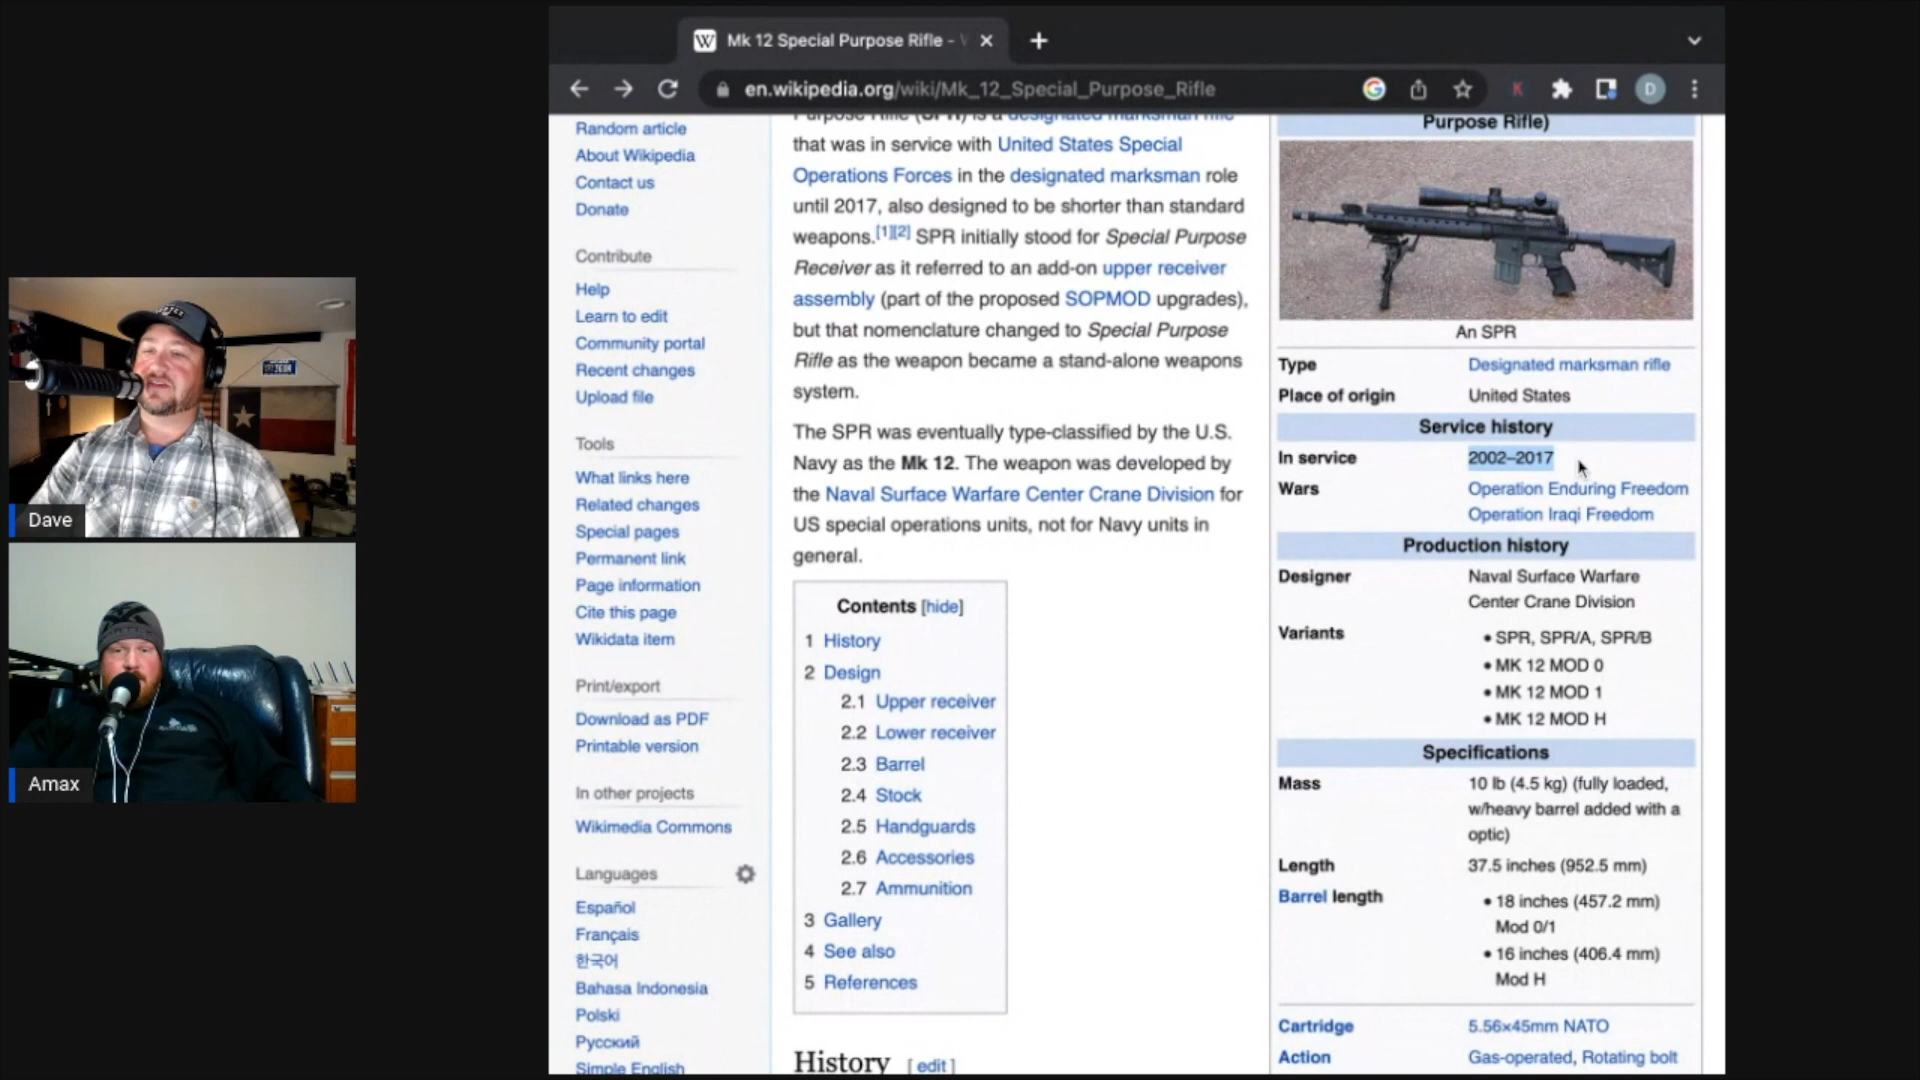 Mk 12 Special Purpose Rifle -
en.wikipedia.org/wiki/Mk_12_Special_Purpose_Rifle
K
D
Random article
About Wikipedia
Contact us
Donate
Contribute
Help
Learn to edit
Community portal
Recent changes
Upload file
Tools
What links here
Related changes
Special pages
Permanent link
Page information
Cite this page
Wikidata item
Print/export
Download as PDF
Printable version
In other projects
Wikimedia Commons
Languages
Español
Français
한국어
Bahasa Indonesia
Polski
Русский
Simple English
Purpose Rifle (SPR) is a designated marksman rifle
that was in service with United States Special
Operations Forces in the designated marksman role
until 2017, also designed to be shorter than standard
weapons.[1][2] SPR initially stood for Special Purpose
Receiver as it referred to an add-on upper receiver
assembly (part of the proposed SOPMOD upgrades),
but that nomenclature changed to Special Purpose
Rifle as the weapon became a stand-alone weapons
system.
The SPR was eventually type-classified by the U.S.
Navy as the Mk 12. The weapon was developed by
the Naval Surface Warfare Center Crane Division for
US special operations units, not for Navy units in
general.
Contents [hide]
1 History
2 Design
2.1 Upper receiver
2.2 Lower receiver
2.3 Barrel
2.4 Stock
2.5 Handguards
2.6 Accessories
2.7 Ammunition
3 Gallery
4 See also
5 References
History [ edit ]
Purpose Rifle)
An SPR
Type Designated marksman rifle
Place of origin United States
Service history
In service 2002–2017
Wars Operation Enduring Freedom
Operation Iraqi Freedom
Production history
Designer Naval Surface Warfare
Center Crane Division
Variants • SPR, SPR/A, SPR/B
• MK 12 MOD 0
• MK 12 MOD 1
• MK 12 MOD H
Specifications
Mass 10 lb (4.5 kg) (fully loaded,
w/heavy barrel added with a
optic)
Length 37.5 inches (952.5 mm)
Barrel length • 18 inches (457.2 mm)
Mod 0/1
• 16 inches (406.4 mm)
Mod H
Cartridge 5.56×45mm NATO
Action Gas-operated, Rotating bolt
Dave
Amax